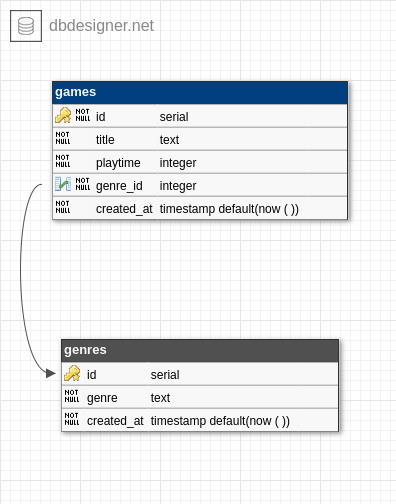 dbdesigner.net
games
NOT NULL id serial
NOT NULL title text
NOT NULL playtime integer
NOT NULL genre_id integer
NOT NULL created_at timestamp default(now ( ))
genres
id serial
NOT NULL genre text
NOT NULL created_at timestamp default(now ( ))